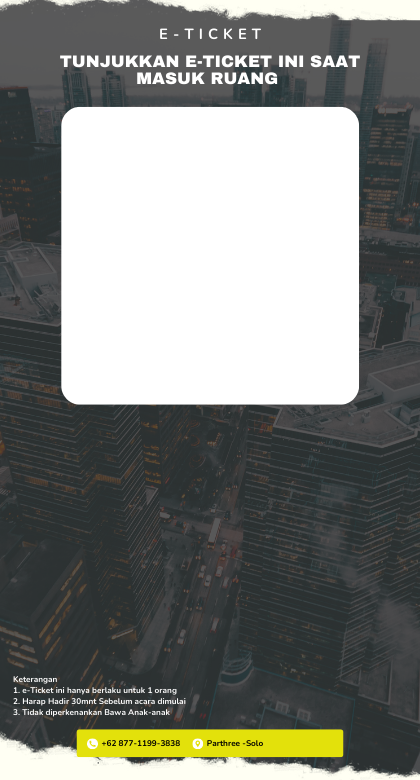 E-TICKET
TUNJUKKAN E-TICKET INI SAAT
MASUK RUANG
Keterangan
1. e-Ticket ini hanya berlaku untuk 1 orang
2. Harap Hadir 30mnt Sebelum acara dimulai
3. Tidak diperkenankan Bawa Anak-anak
+62 877-1199-3838 Parthree -Solo